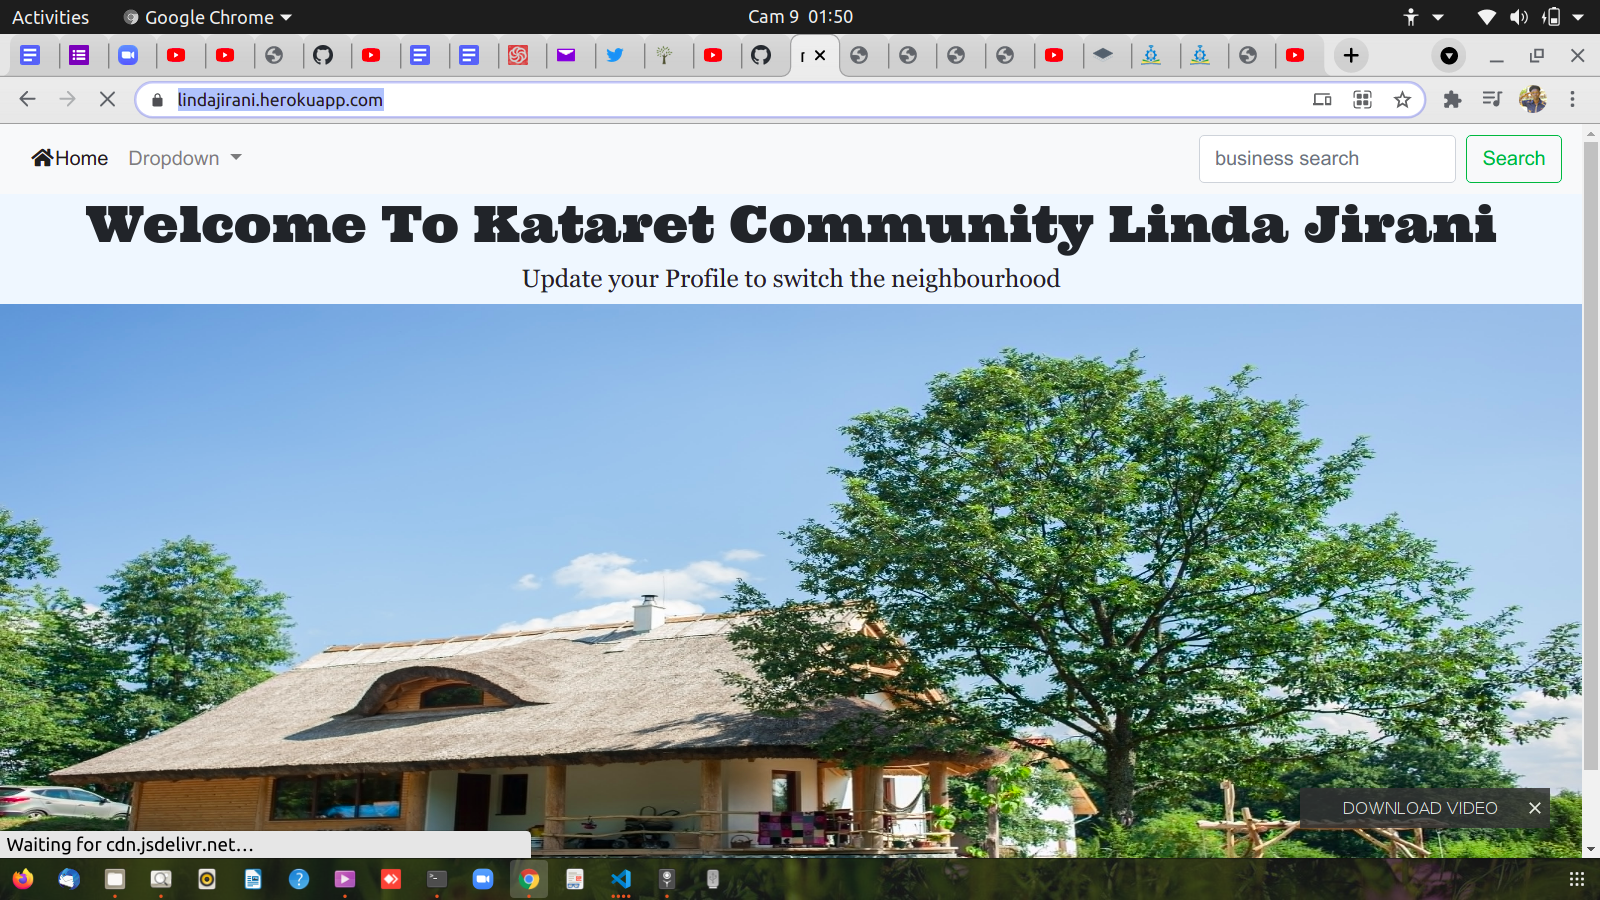 Activities
Google Chrome
Cam 9 01:50
lindajirani.herokuapp.com
Home
Dropdown
business search
Search
Welcome To Kataret Community Linda Jirani
Update your Profile to switch the neighbourhood
DOWNLOAD VIDEO
Waiting for cdn.jsdelivr.net...